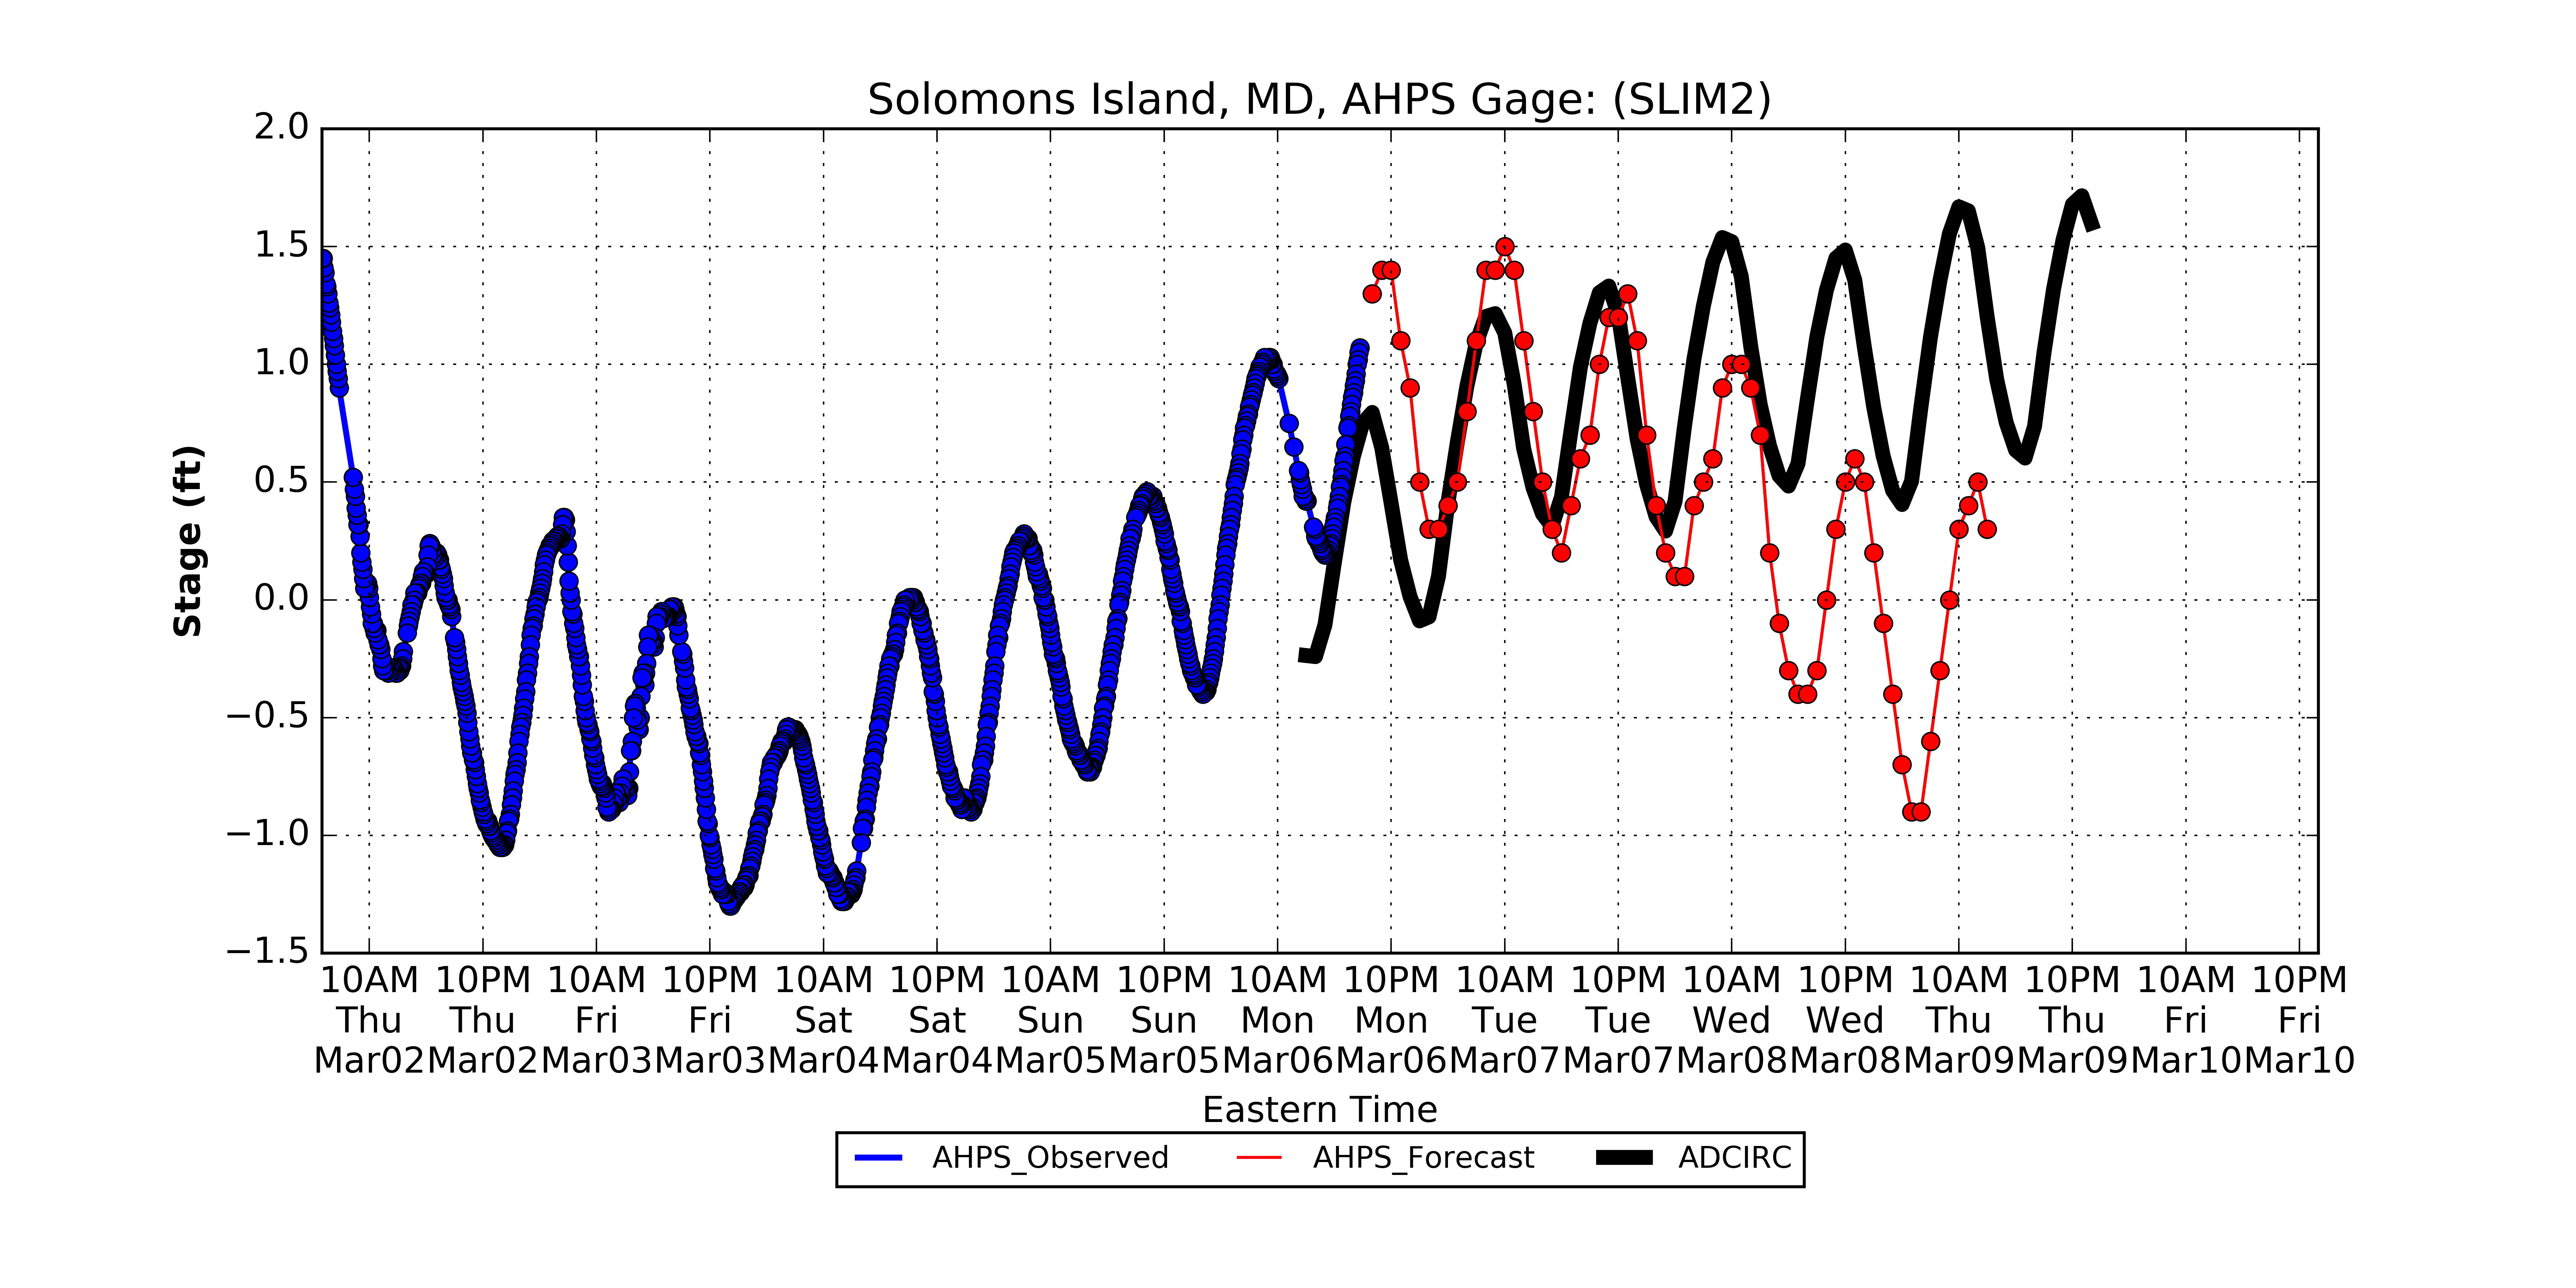 Solomons Island, MD, AHPS Gage: (SLIM2)
2.0
1.5
1.0
0.5
0.0
−0.5
−1.0
−1.5
Stage (ft)
10AM 10PM 10AM 10PM 10AM 10PM 10AM 10PM 10AM 10PM 10AM 10PM 10AM 10PM 10AM 10PM 10AM 10PM
Thu Thu Fri Fri Sat Sat Sun Sun Mon Mon Tue Tue Wed Wed Thu Thu Fri Fri
Mar02 Mar02 Mar03 Mar03 Mar04 Mar04 Mar05 Mar05 Mar06 Mar06 Mar07 Mar07 Mar08 Mar08 Mar09 Mar09 Mar10 Mar10
Eastern Time
AHPS_Observed AHPS_Forecast ADCIRC